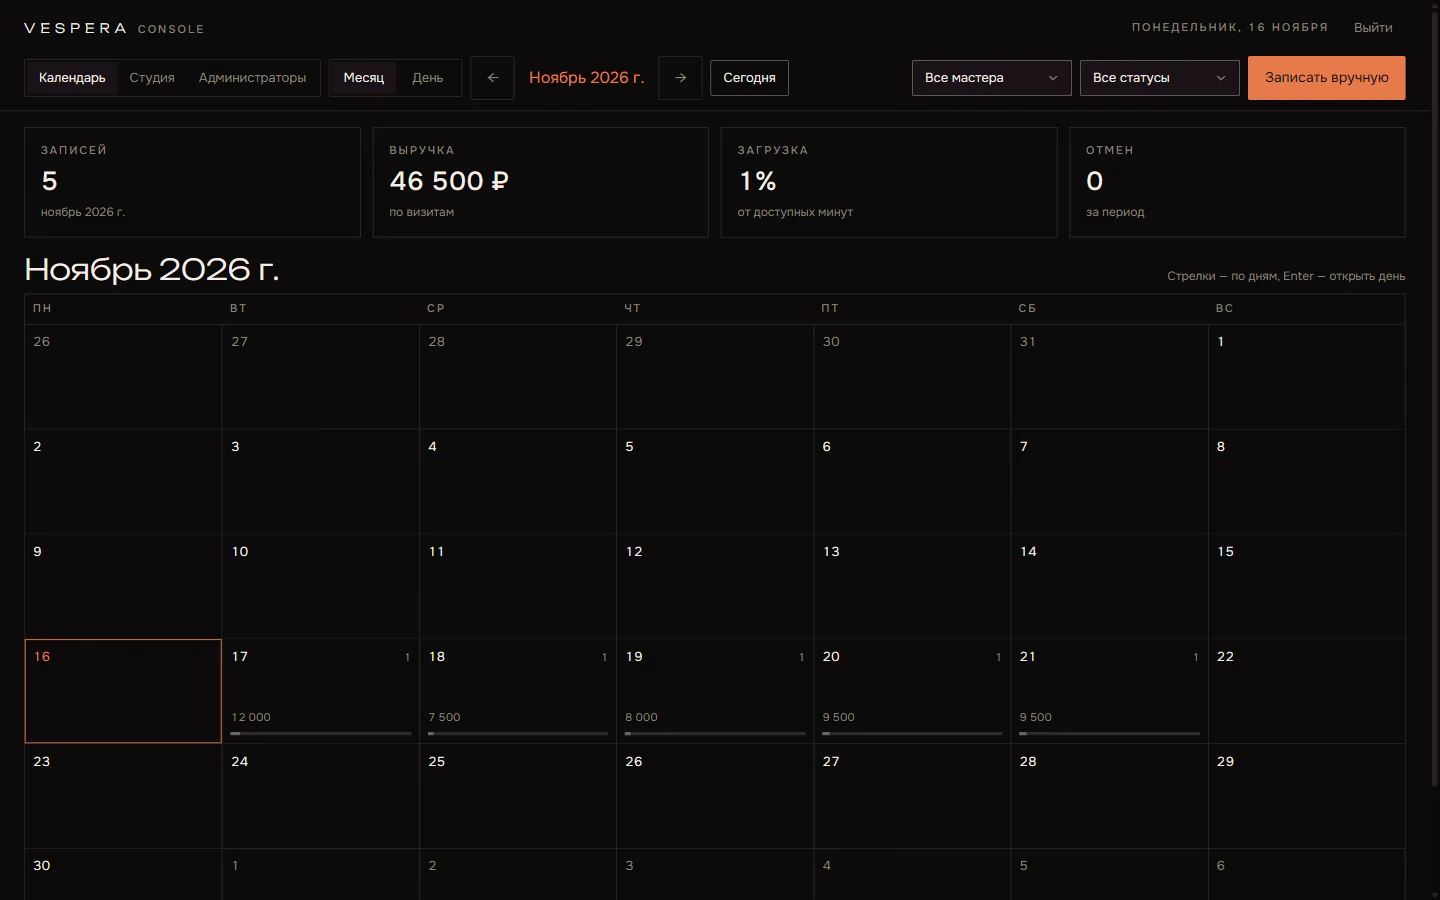 VESPERA CONSOLE
ПОНЕДЕЛЬНИК, 16 НОЯБРЯ Выйти
Календарь Студия Администраторы Месяц День ← Ноябрь 2026 г. → Сегодня Все мастера Все статусы Записать вручную
ЗАПИСЕЙ ВЫРУЧКА ЗАГРУЗКА ОТМЕН
5 46 500 ₽ 1% 0
ноябрь 2026 г. по визитам от доступных минут за период
Ноябрь 2026 г.
Стрелки — по дням, Enter — открыть день
ПН ВТ СР ЧТ ПТ СБ ВС
26 27 28 29 30 31 1
2 3 4 5 6 7 8
9 10 11 12 13 14 15
16 17 1 18 1 19 1 20 1 21 1 22
12 000 7 500 8 000 9 500 9 500
23 24 25 26 27 28 29
30 1 2 3 4 5 6